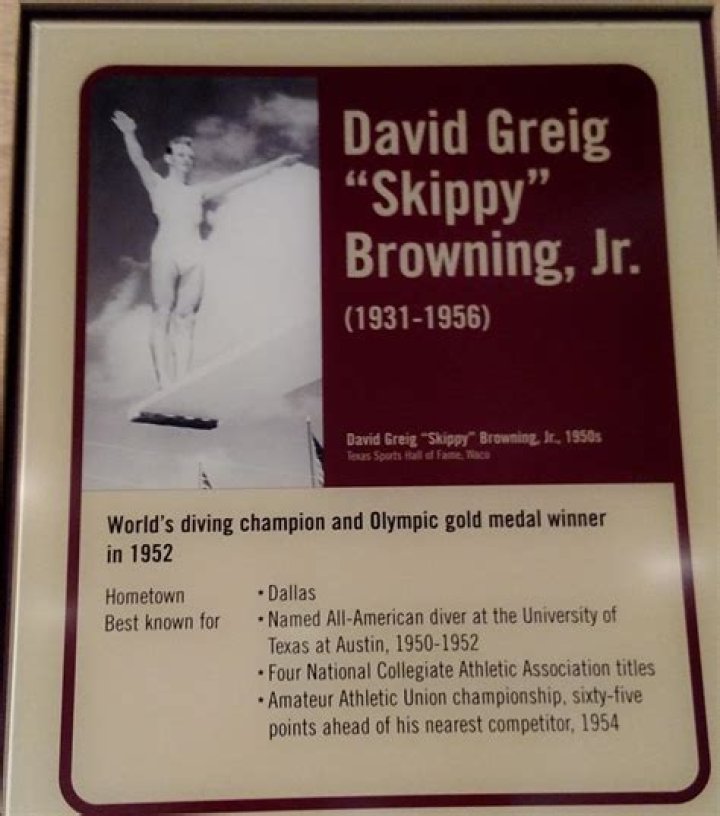 David Greig
“Skippy”
Browning, Jr.
(1931-1956)
David Greig “Skippy” Browning, Jr., 1950s
Texas Sports Hall of Fame, Waco
World's diving champion and Olympic gold medal winner
in 1952
Hometown • Dallas
Best known for • Named All-American diver at the University of
Texas at Austin, 1950-1952
• Four National Collegiate Athletic Association titles
• Amateur Athletic Union championship, sixty-five
points ahead of his nearest competitor, 1954